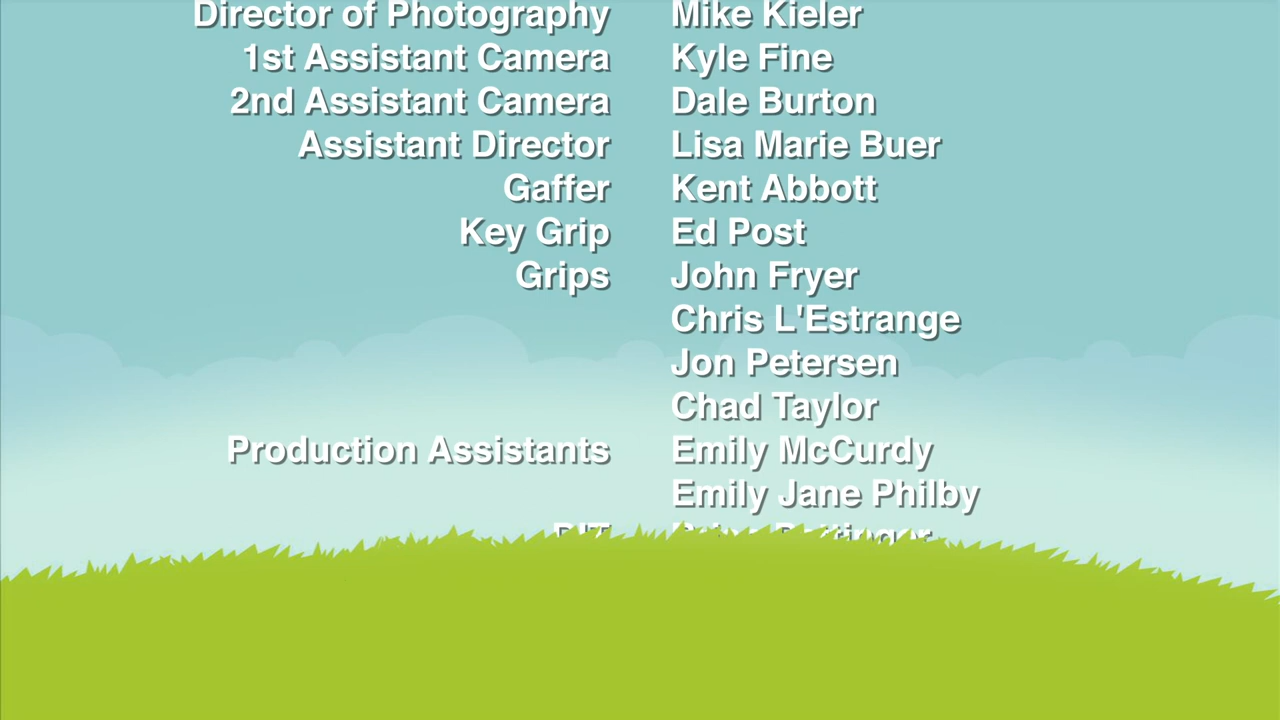 Director of Photography Mike Kieler
1st Assistant Camera Kyle Fine
2nd Assistant Camera Dale Burton
Assistant Director Lisa Marie Buer
Gaffer Kent Abbott
Key Grip Ed Post
Grips John Fryer
Chris L'Estrange
Jon Petersen
Chad Taylor
Production Assistants Emily McCurdy
Emily Jane Philby
DIT